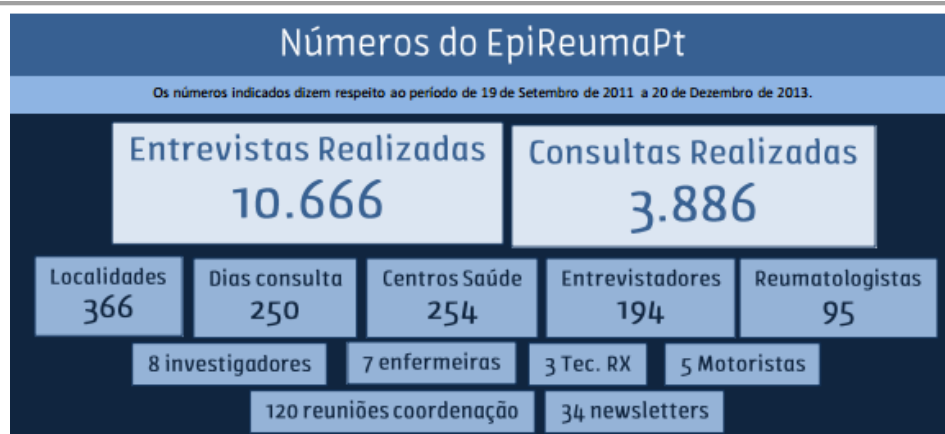 Números do EpiReumaPt
Os números indicados dizem respeito ao período de 19 de Setembro de 2011 a 20 de Dezembro de 2013.
Entrevistas Realizadas
10.666
Consultas Realizadas
3.886
Localidades
366
Dias consulta
250
Centros Saúde
254
Entrevistadores
194
Reumatologistas
95
8 investigadores
7 enfermeiras
3 Tec. RX
5 Motoristas
120 reuniões coordenação
34 newsletters